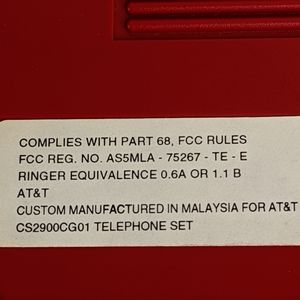 COMPLIES WITH PART 68, FCC RULES
FCC REG. NO. AS5MLA - 75267 - TE - E
RINGER EQUIVALENCE 0.6A OR 1.1 B
AT&T
CUSTOM MANUFACTURED IN MALAYSIA FOR AT&T
CS2900CG01 TELEPHONE SET